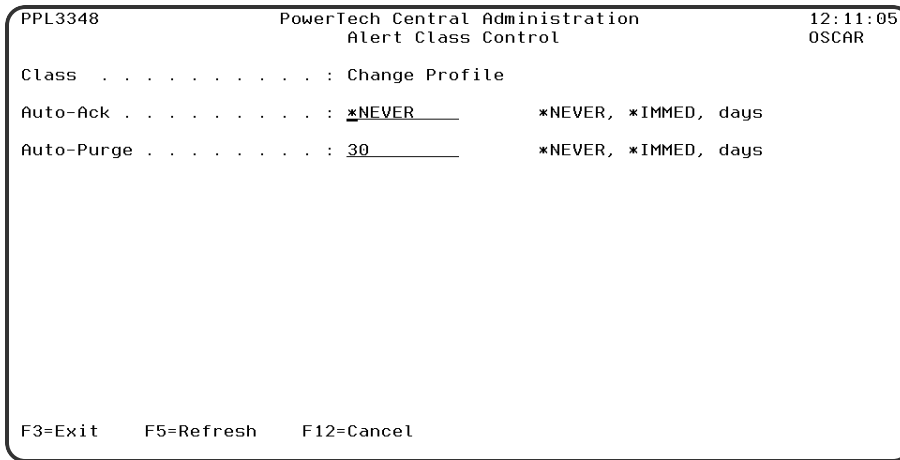 PPL3348 PowerTech Central Administration 12:11:05
Alert Class Control OSCAR
Class . . . . . . . . . . : Change Profile
Auto-Ack . . . . . . . . . : *NEVER *NEVER, *IMMED, days
Auto-Purge . . . . . . . . : 30 *NEVER, *IMMED, days
F3=Exit F5=Refresh F12=Cancel